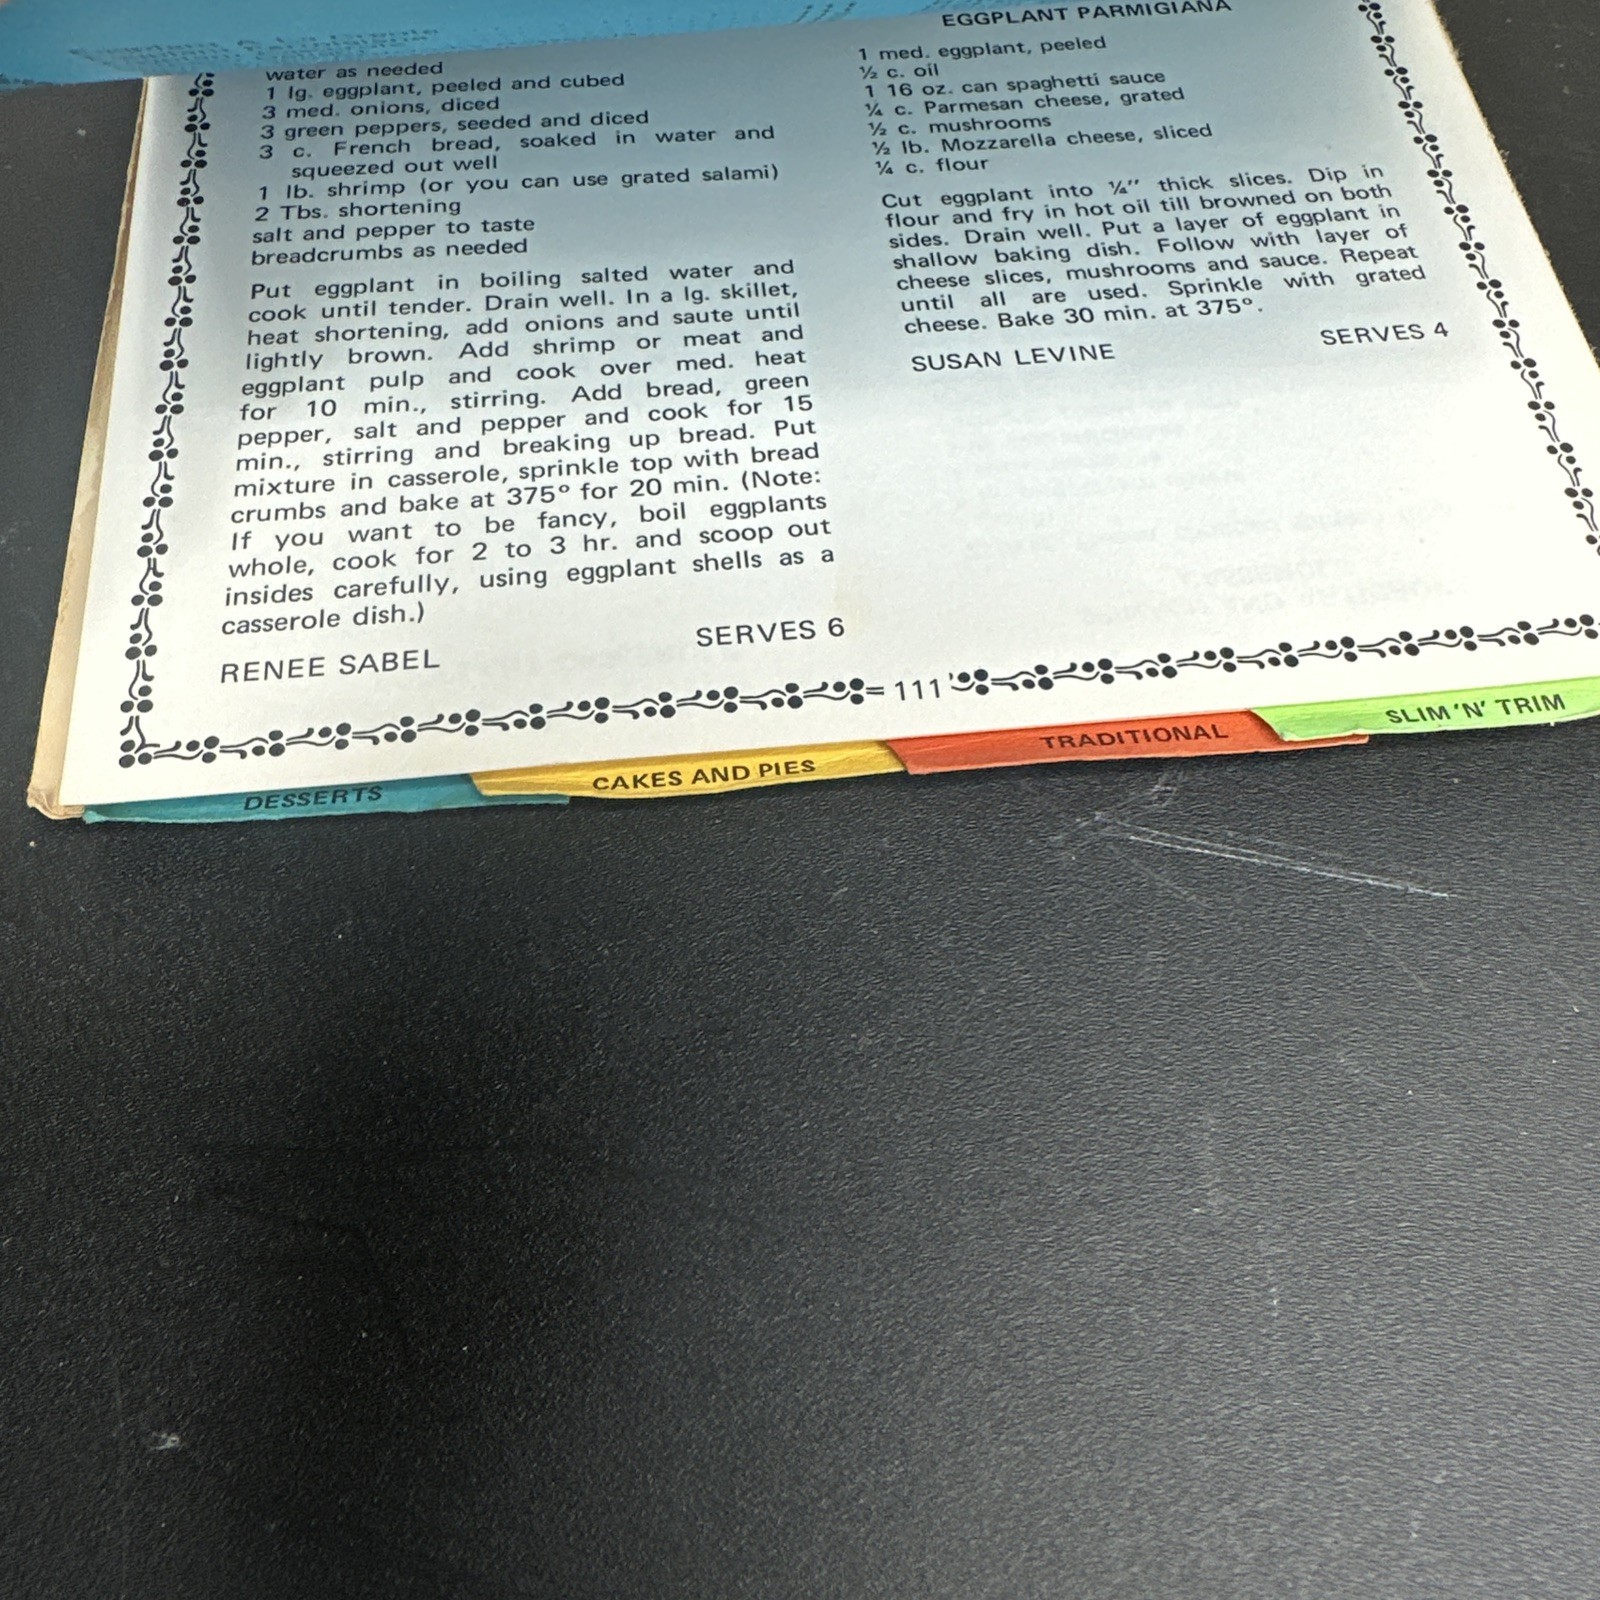 water as needed
1 lg. eggplant, peeled and cubed
3 med. onions, diced
3 green peppers, seeded and diced
3 c. French bread, soaked in water and
squeezed out well
1 lb. shrimp (or you can use grated salami)
2 Tbs. shortening
salt and pepper to taste
breadcrumbs as needed
Put eggplant in boiling salted water and
cook until tender. Drain well. In a lg. skillet,
heat shortening, add onions and saute until
lightly brown. Add shrimp or meat and
eggplant pulp and cook over med. heat
for 10 min., stirring. Add bread, green
pepper, salt and pepper and cook for 15
min., stirring and breaking up bread. Put
mixture in casserole, sprinkle top with bread
crumbs and bake at 375° for 20 min. (Note:
If you want to be fancy, boil eggplants
whole, cook for 2 to 3 hr. and scoop out
insides carefully, using eggplant shells as a
casserole dish.)
SERVES 6
RENEE SABEL
EGGPLANT PARMIGIANA
1 med. eggplant, peeled
½ c. oil
1 16 oz. can spaghetti sauce
¼ c. Parmesan cheese, grated
½ c. mushrooms
½ lb. Mozzarella cheese, sliced
¼ c. flour
Cut eggplant into ¼" thick slices. Dip in
flour and fry in hot oil till browned on both
sides. Drain well. Put a layer of eggplant in
shallow baking dish. Follow with layer of
cheese slices, mushrooms and sauce. Repeat
until all are used. Sprinkle with grated
cheese. Bake 30 min. at 375°.
SERVES 4
SUSAN LEVINE
111
DESSERTS
CAKES AND PIES
TRADITIONAL
SLIM 'N' TRIM